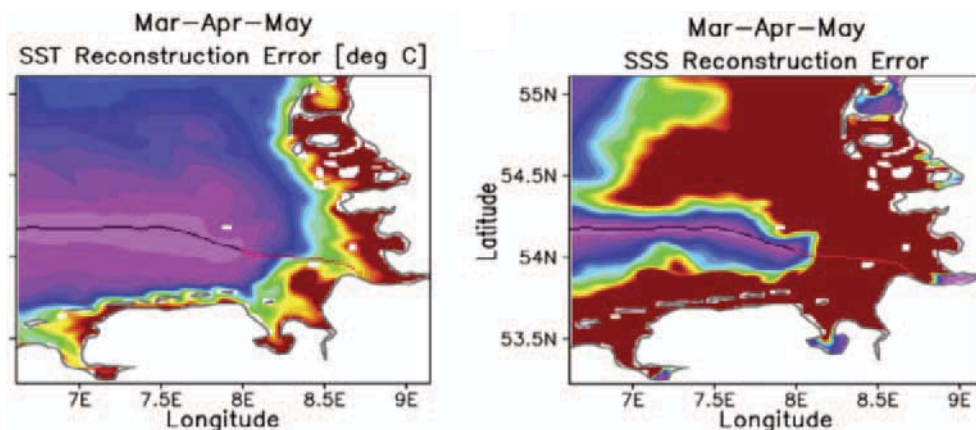 Mar-Apr-May
SST Reconstruction Error [deg C]
7E 7.5E 8E 8.5E 9E
Longitude
Mar-Apr-May
SSS Reconstruction Error
55N
54.5N
54N
53.5N
Latitude
7E 7.5E 8E 8.5E 9E
Longitude